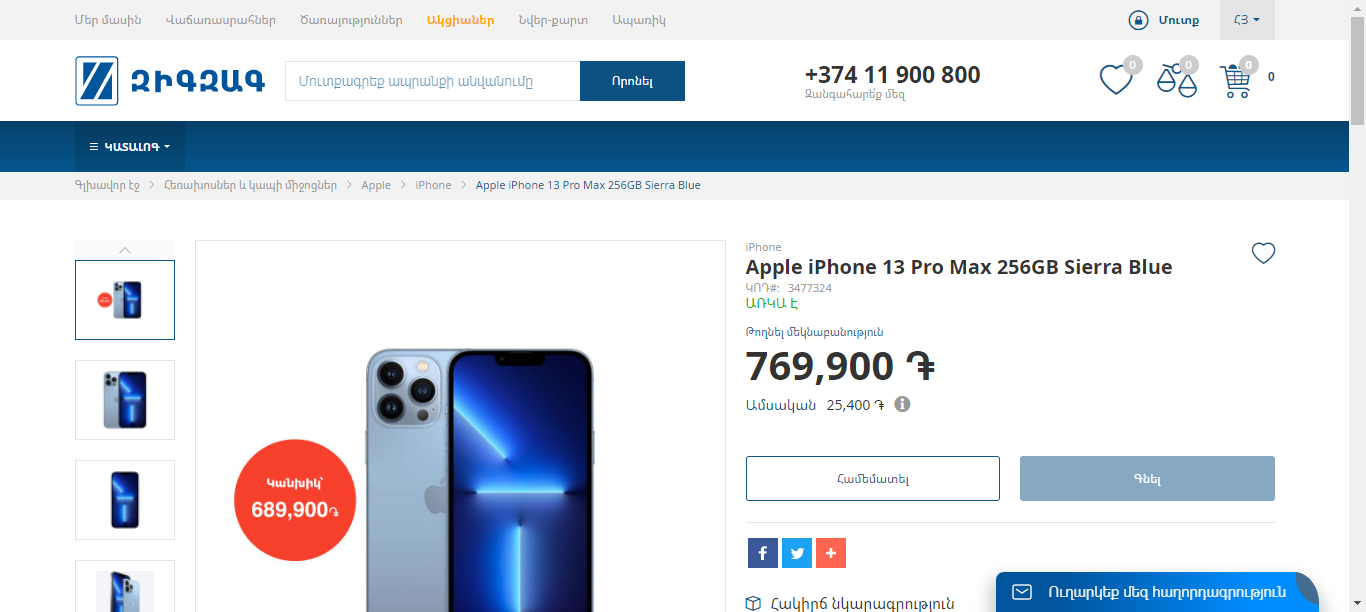 Մեր մասին Վաճառասրահներ Ծառայություններ Ակցիաներ Նվեր-քարտ Ապառիկ Մուտք ՀՅ
ԶԻԳԶԱԳ Մուտքագրեք ապրանքի անվանումը Որոնել +374 11 900 800 0 0 0 0
Զանգահարե՛ք մեզ
ԿԱՏԱԼՈԳ
Գլխավոր էջ > Հեռախոսներ և կապի միջոցներ > Apple > iPhone > Apple iPhone 13 Pro Max 256GB Sierra Blue
iPhone
Apple iPhone 13 Pro Max 256GB Sierra Blue
ԿՈԴ#: 3477324
ԱՌԿԱ Է
Թողնել մեկնաբանություն
769,900 ֏
Ամսական 25,400 ֏
Համեմատել Գնել
Կանխիկ՝
689,900֏
Հակիրճ նկարագրություն
Ուղարկեք մեզ հաղորդագրություն